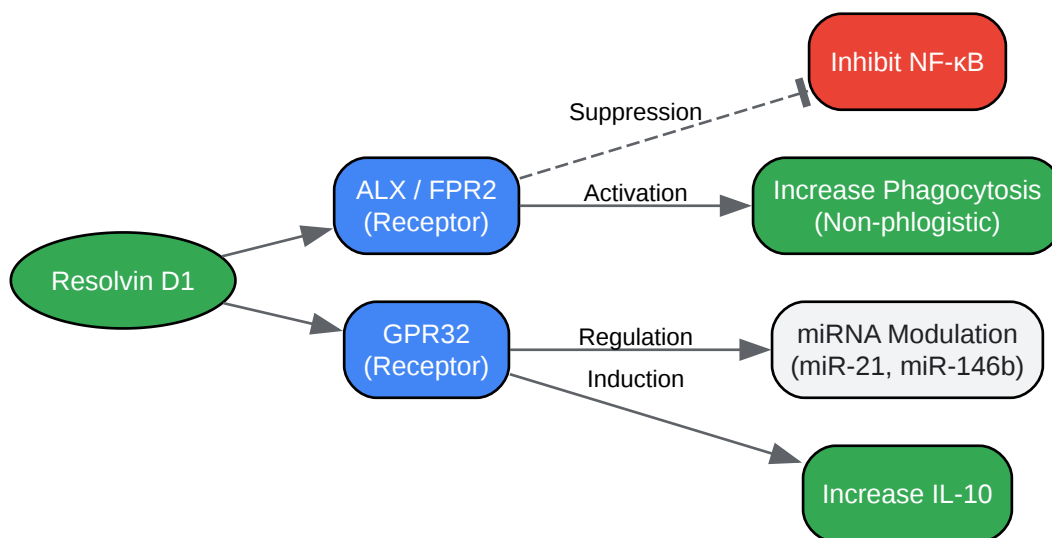 Inhibit NF-κB
Suppression
ALX / FPR2
(Receptor)
Activation
Increase Phagocytosis
(Non-phlogistic)
Resolvin D1
GPR32
(Receptor)
Regulation
miRNA Modulation
(miR-21, miR-146b)
Induction
Increase IL-10